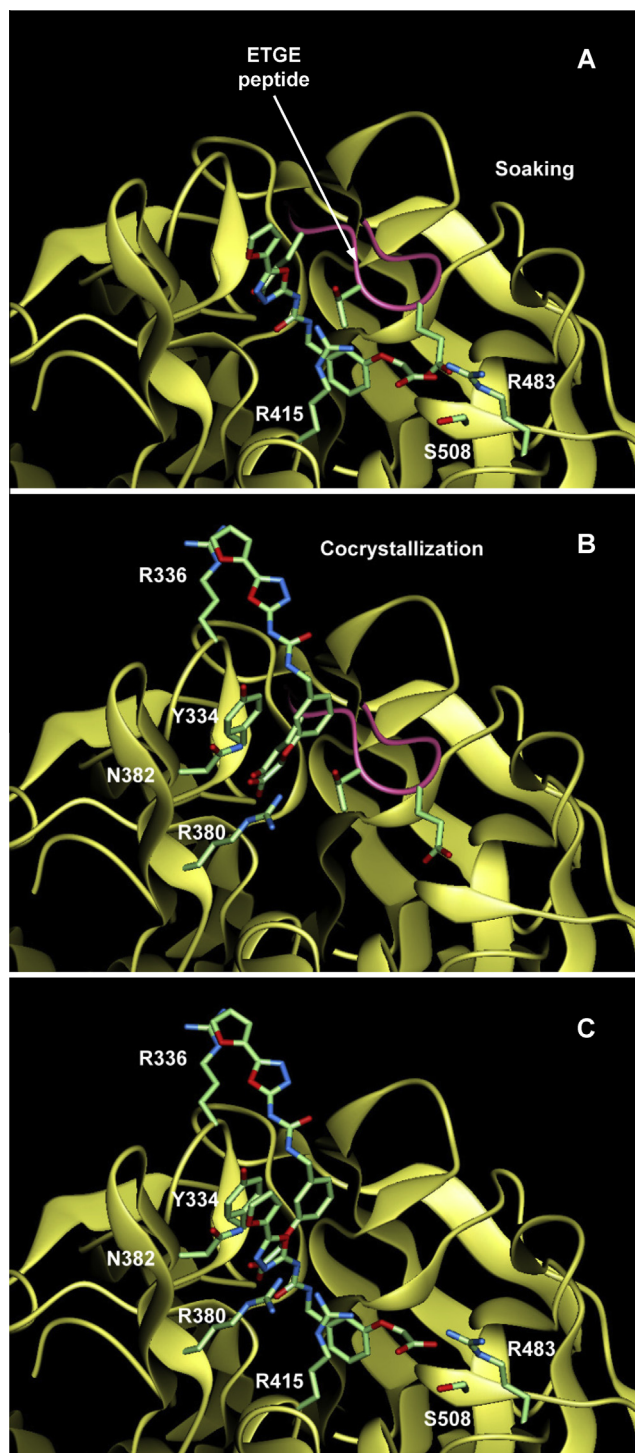 ETGE
peptide
A
Soaking
R415
R483
S508
B
Cocrystallization
R336
Y334
N382
R380
C
R336
Y334
N382
R380
R415
R483
S508